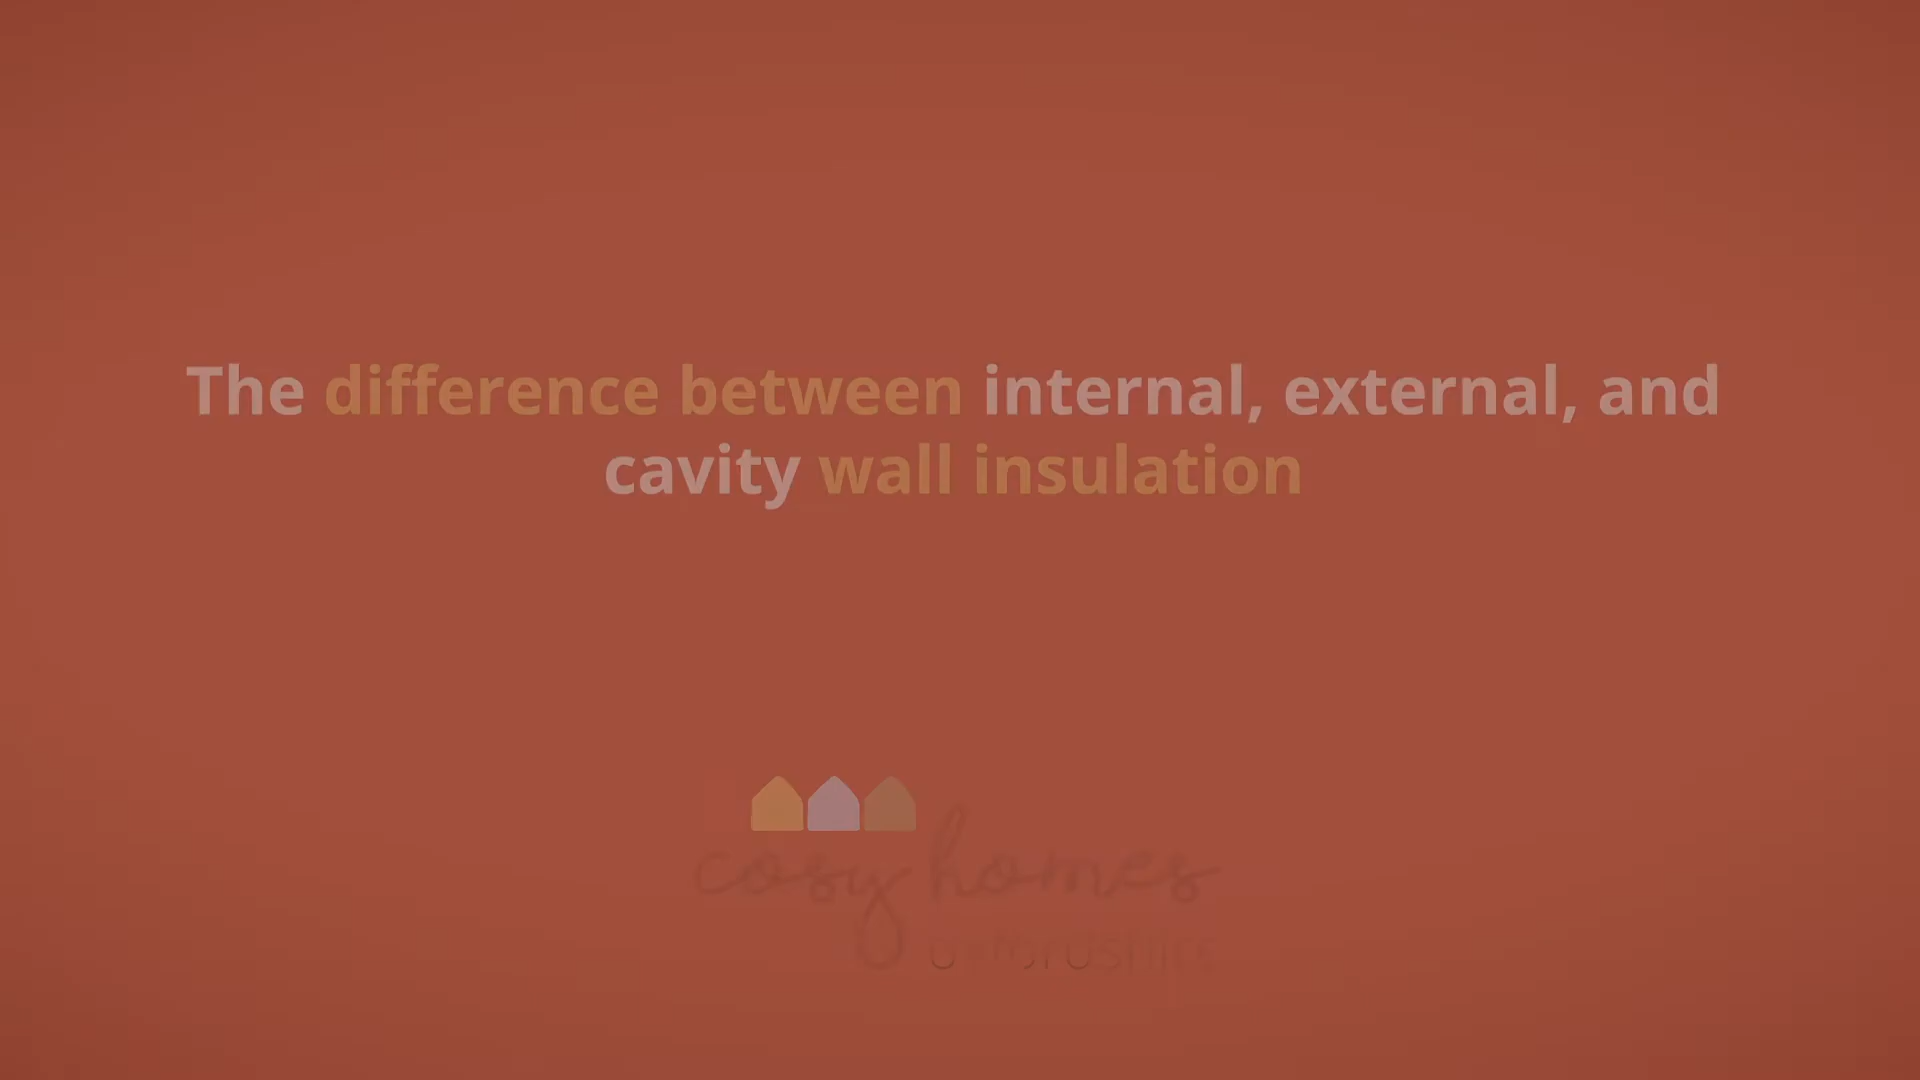 The difference between internal, external, and
cavity wall insulation
cosy homes